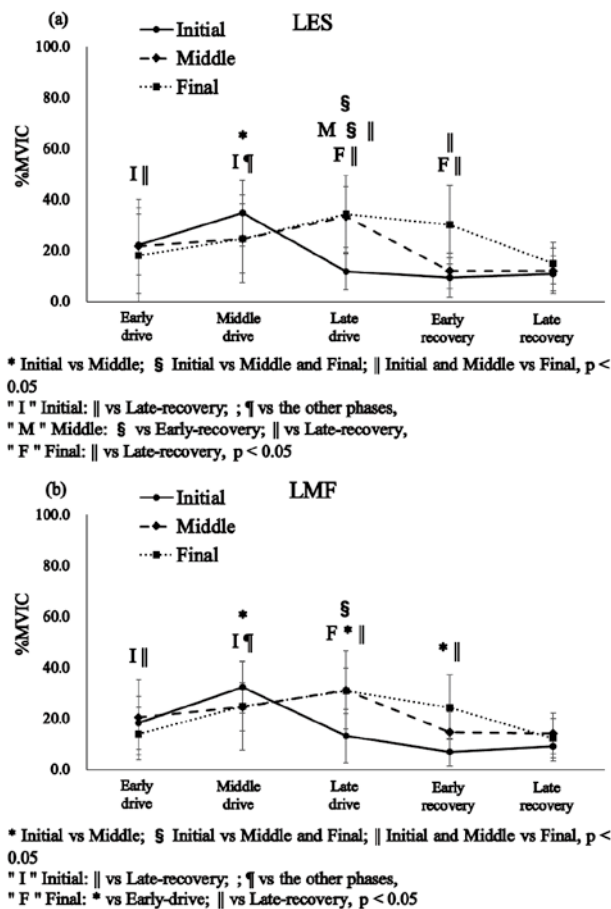 (a) LES
Initial
Middle
Final
100.0
80.0
60.0
40.0
20.0
0.0
%MVIC
I ||
*
I ¶
§
M § ||
F ||
||
F ||
Early drive
Middle drive
Late drive
Early recovery
Late recovery
* Initial vs Middle; § Initial vs Middle and Final; || Initial and Middle vs Final, p <
0.05
" I " Initial: || vs Late-recovery; ; ¶ vs the other phases,
" M " Middle: § vs Early-recovery; || vs Late-recovery,
" F " Final: || vs Late-recovery, p < 0.05
(b) LMF
Initial
Middle
Final
100.0
80.0
60.0
40.0
20.0
0.0
%MVIC
I ||
*
I ¶
§
F * ||
* ||
Early drive
Middle drive
Late drive
Early recovery
Late recovery
* Initial vs Middle; § Initial vs Middle and Final; || Initial and Middle vs Final, p <
0.05
" I " Initial: || vs Late-recovery; ; ¶ vs the other phases,
" F " Final: * vs Early-drive; || vs Late-recovery, p < 0.05